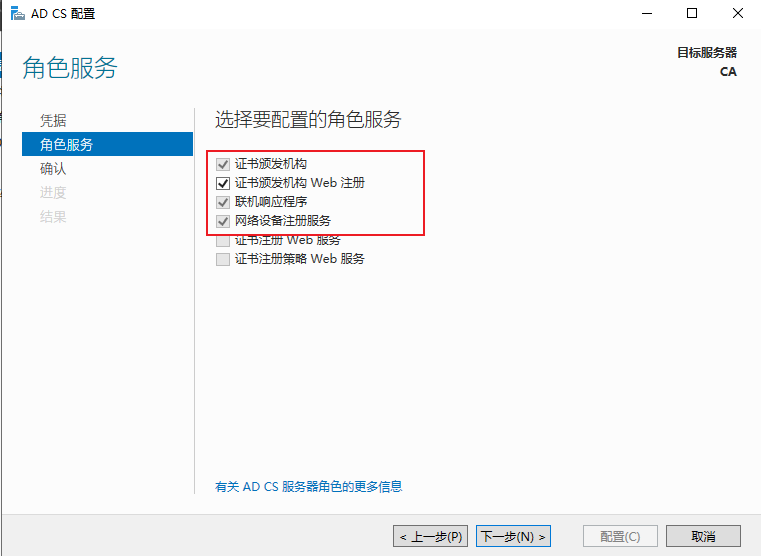 AD CS 配置
角色服务
目标服务器
CA
凭据
角色服务
确认
进度
结果
选择要配置的角色服务
证书颁发机构
证书颁发机构 Web 注册
联机响应程序
网络设备注册服务
证书注册 Web 服务
证书注册策略 Web 服务
有关 AD CS 服务器角色的更多信息
< 上一步(P)
下一步(N) >
配置(C)
取消